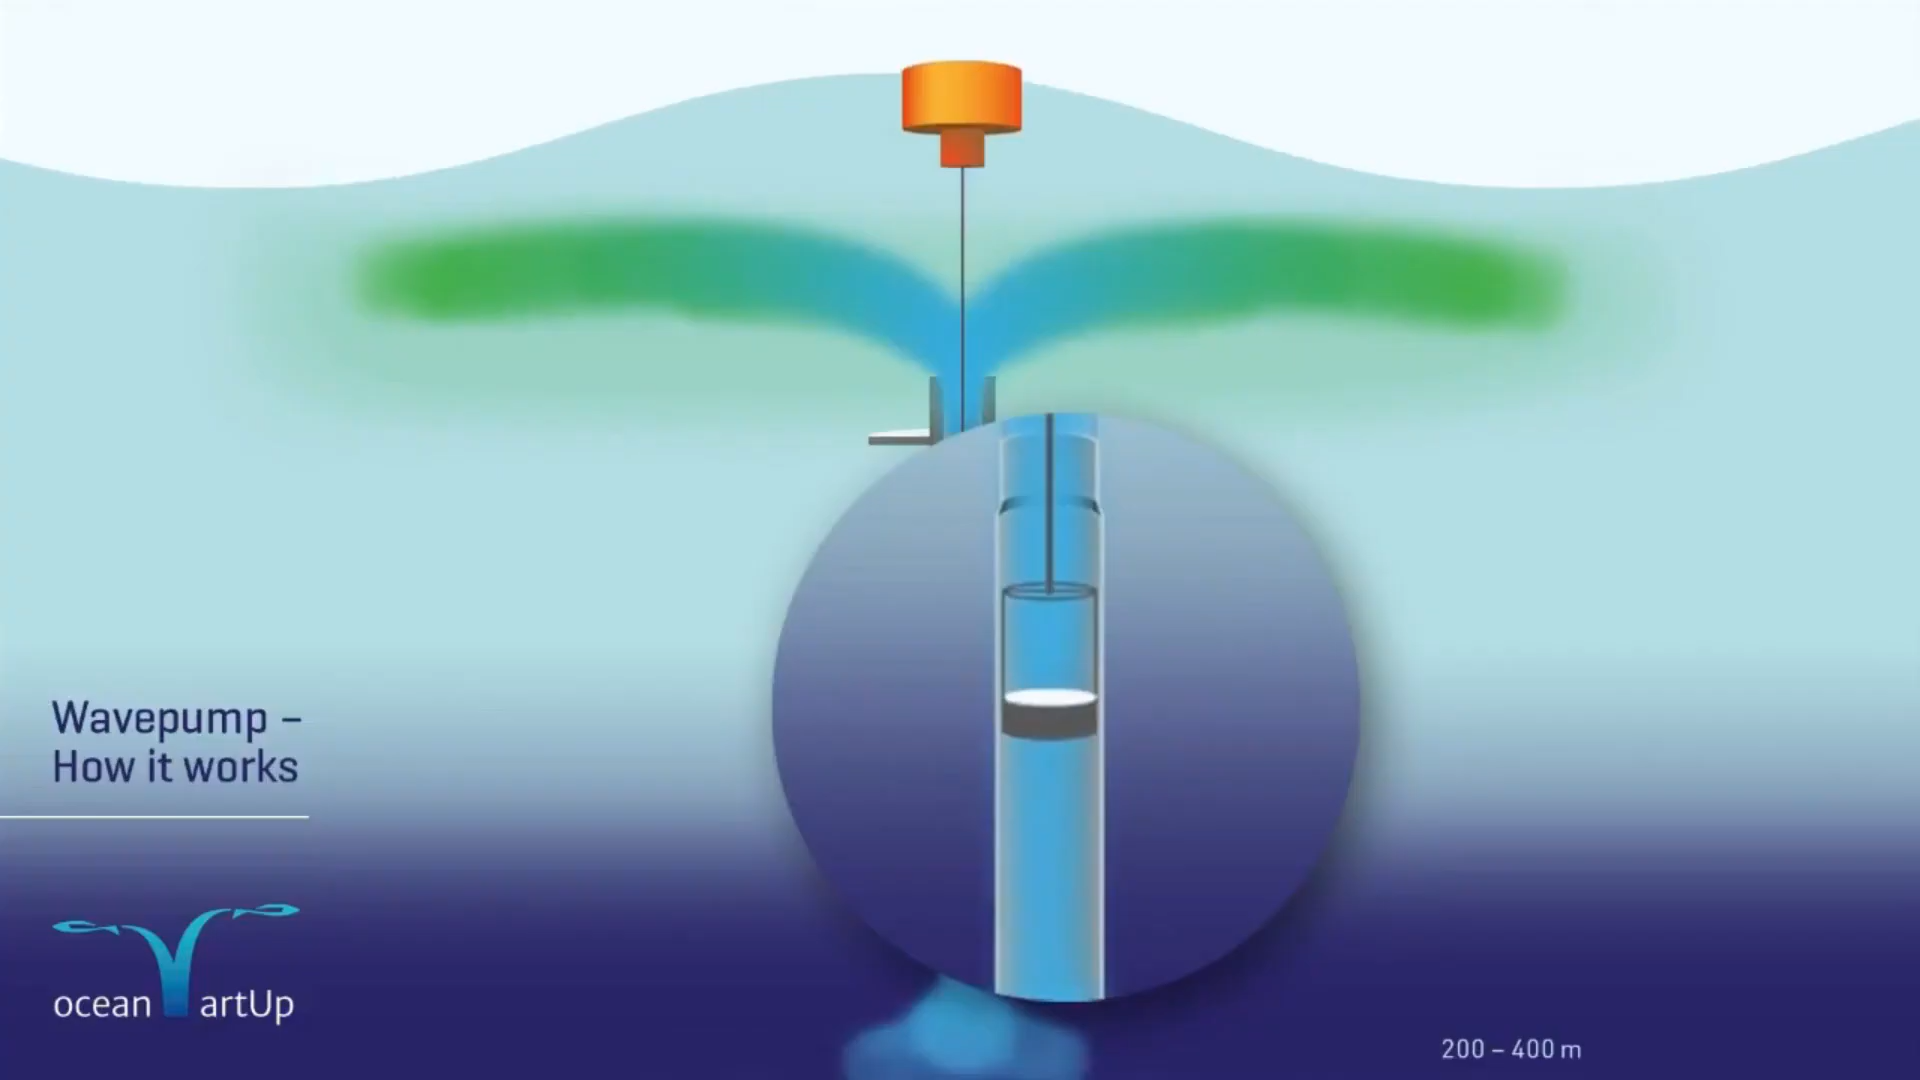 Wavepump –
How it works
ocean artUp
200 – 400 m